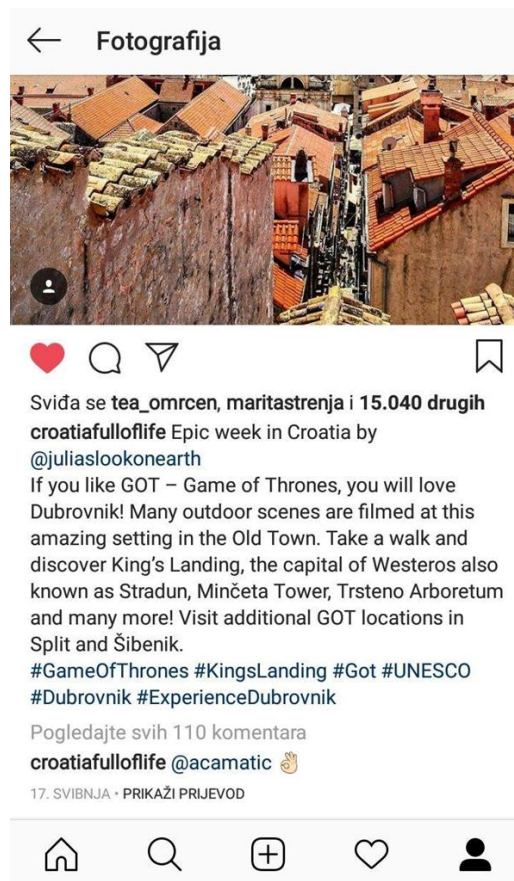 Fotografija
Sviđa se tea_omrcen, maritastrenja i 15.040 drugih
croatiafulloflife Epic week in Croatia by
@juliaslookonearth
If you like GOT – Game of Thrones, you will love
Dubrovnik! Many outdoor scenes are filmed at this
amazing setting in the Old Town. Take a walk and
discover King's Landing, the capital of Westeros also
known as Stradun, Minčeta Tower, Trsteno Arboretum
and many more! Visit additional GOT locations in
Split and Šibenik.
#GameOfThrones #KingsLanding #Got #UNESCO
#Dubrovnik #ExperienceDubrovnik
Pogledajte svih 110 komentara
croatiafulloflife @acamatic 👌🏻
17. SVIBNJA • PRIKAŽI PRIJEVOD